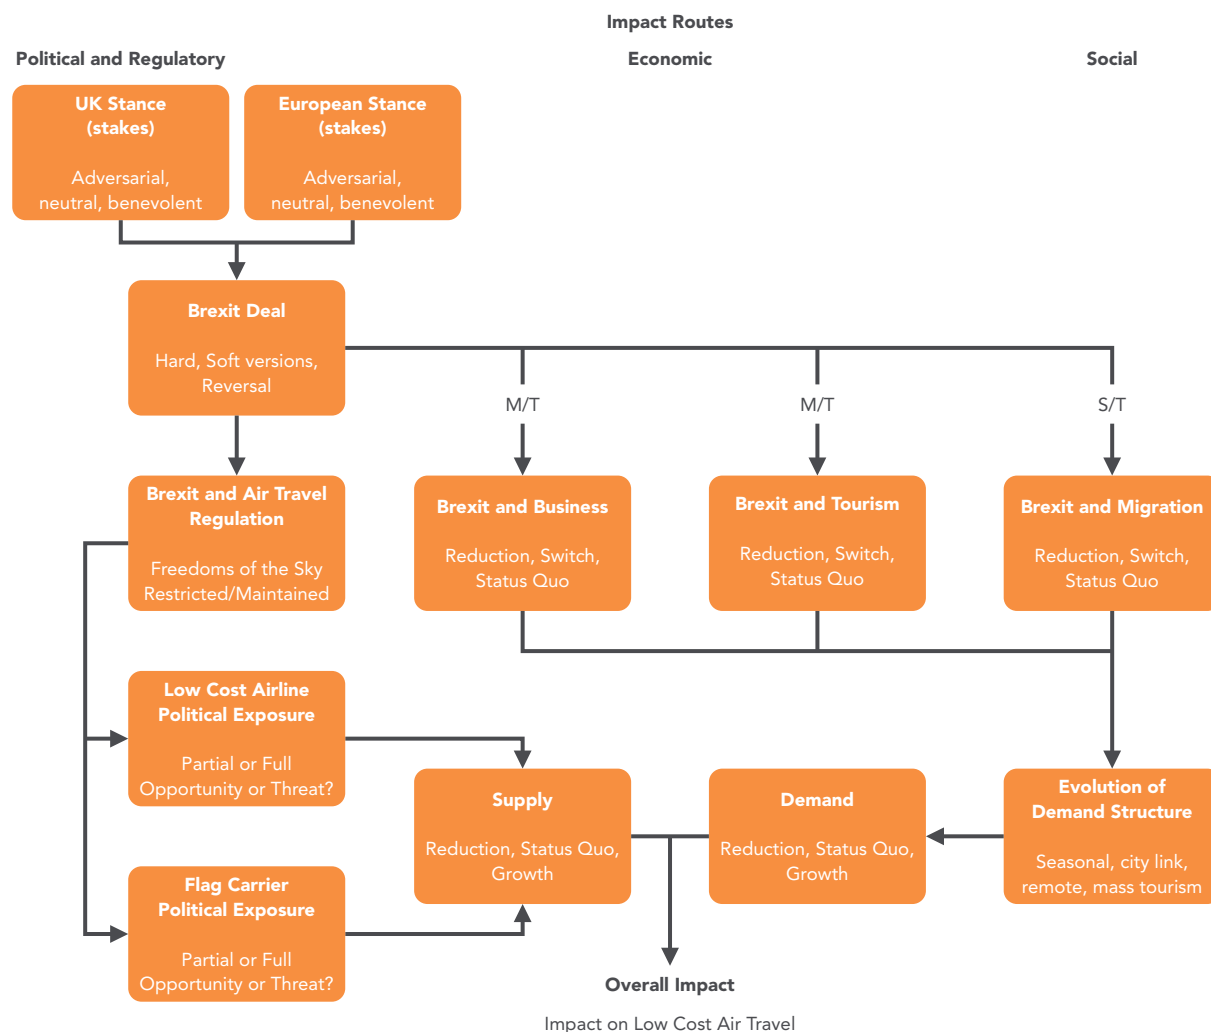 Impact Routes
Political and Regulatory
Economic
Social
UK Stance
(stakes)
Adversarial,
neutral, benevolent
European Stance
(stakes)
Adversarial,
neutral, benevolent
Brexit Deal
Hard, Soft versions,
Reversal
M/T
M/T
S/T
Brexit and Air Travel
Regulation
Freedoms of the Sky
Restricted/Maintained
Brexit and Business
Reduction, Switch,
Status Quo
Brexit and Tourism
Reduction, Switch,
Status Quo
Brexit and Migration
Reduction, Switch,
Status Quo
Low Cost Airline
Political Exposure
Partial or Full
Opportunity or Threat?
Supply
Reduction, Status Quo,
Growth
Demand
Reduction, Status Quo,
Growth
Evolution of
Demand Structure
Seasonal, city link,
remote, mass tourism
Flag Carrier
Political Exposure
Partial or Full
Opportunity or Threat?
Overall Impact
Impact on Low Cost Air Travel